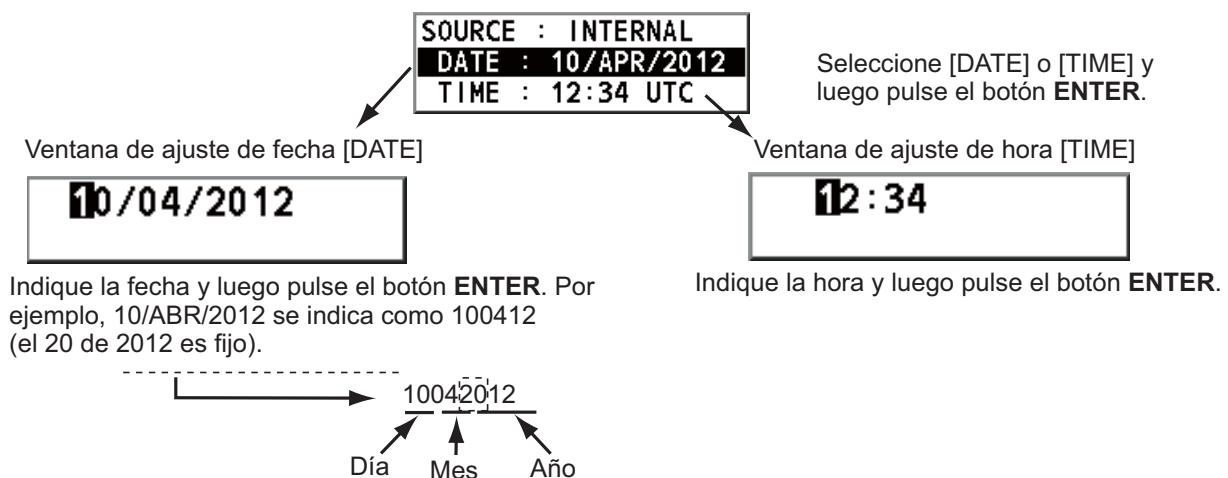 SOURCE : INTERNAL
DATE : 10/APR/2012
TIME : 12:34 UTC
Seleccione [DATE] o [TIME] y
luego pulse el botón ENTER.
Ventana de ajuste de fecha [DATE]
10/04/2012
Indique la fecha y luego pulse el botón ENTER. Por
ejemplo, 10/ABR/2012 se indica como 100412
(el 20 de 2012 es fijo).
10042012
Día
Mes
Año
Ventana de ajuste de hora [TIME]
12:34
Indique la hora y luego pulse el botón ENTER.